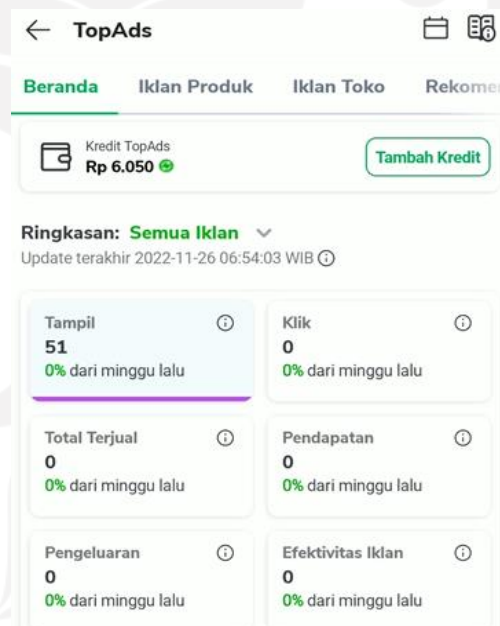 TopAds
Beranda Iklan Produk Iklan Toko Rekome
Kredit TopAds
Rp 6.050
Tambah Kredit
Ringkasan: Semua Iklan
Update terakhir 2022-11-26 06:54:03 WIB
Tampil
51
0% dari minggu lalu
Klik
0
0% dari minggu lalu
Total Terjual
0
0% dari minggu lalu
Pendapatan
0
0% dari minggu lalu
Pengeluaran
0
0% dari minggu lalu
Efektivitas Iklan
0
0% dari minggu lalu